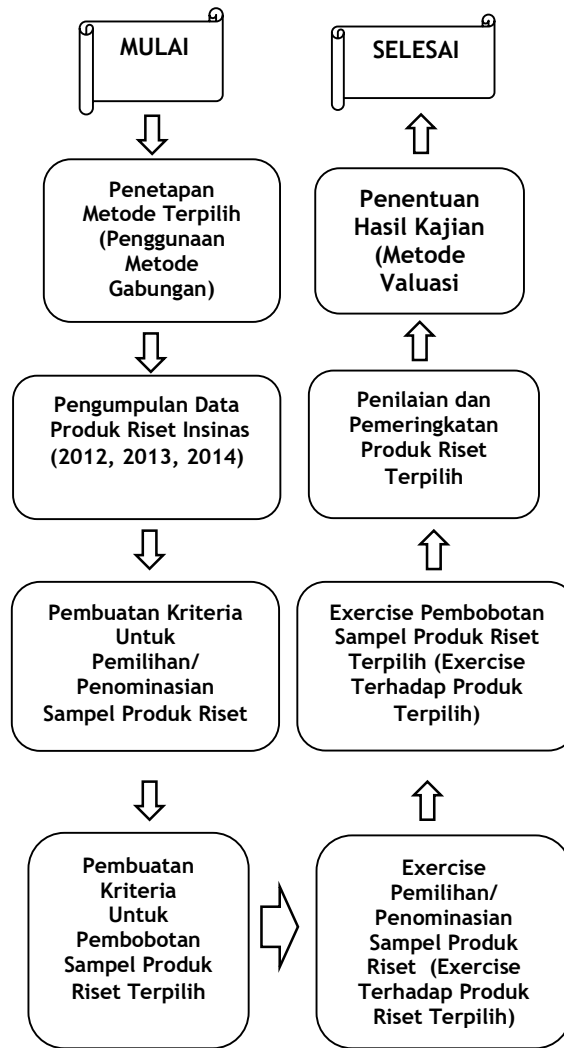 MULAI
Penetapan
Metode Terpilih
(Penggunaan
Metode
Gabungan)
Pengumpulan Data
Produk Riset Insinas
(2012, 2013, 2014)
Pembuatan Kriteria
Untuk
Pemilihan/
Penominasian
Sampel Produk Riset
Pembuatan
Kriteria
Untuk
Pembobotan
Sampel Produk
Riset Terpilih
Exercise
Pemilihan/
Penominasian
Sampel Produk
Riset (Exercise
Terhadap Produk
Riset Terpilih)
Exercise Pembobotan
Sampel Produk Riset
Terpilih (Exercise
Terhadap Produk
Terpilih)
Penilaian dan
Pemeringkatan
Produk Riset
Terpilih
Penentuan
Hasil Kajian
(Metode
Valuasi
SELESAI